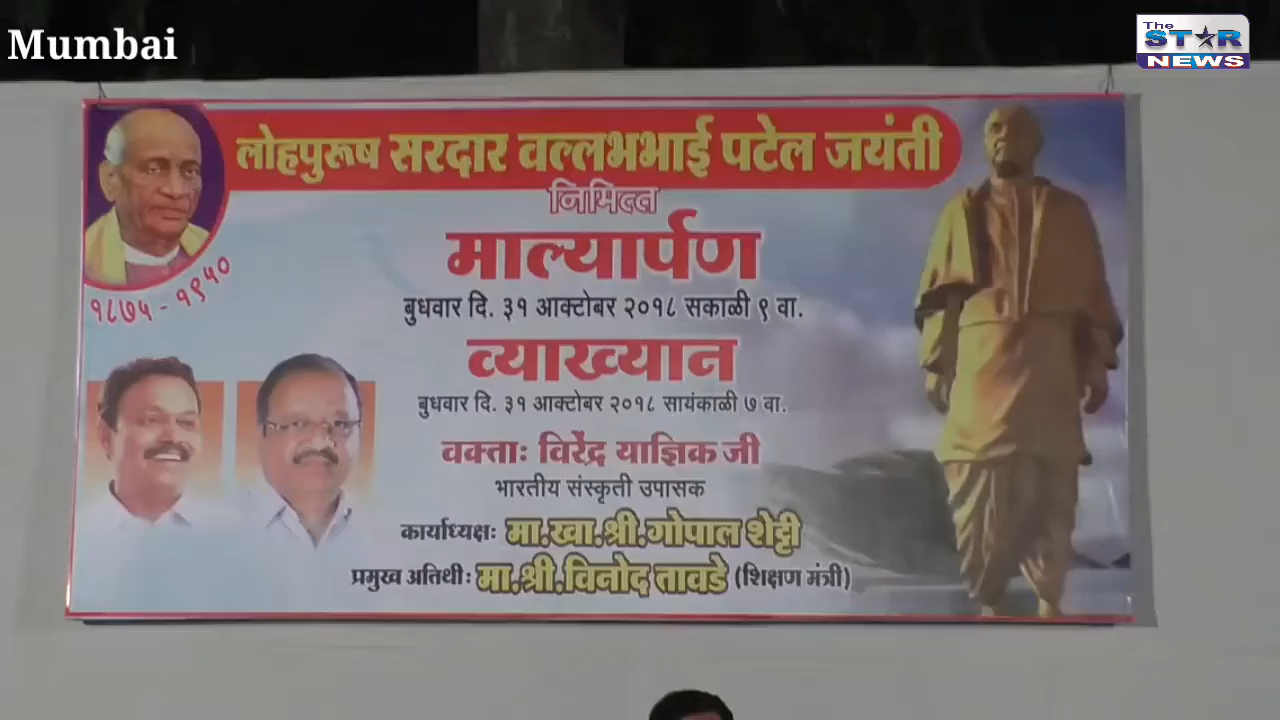 Mumbai
The
STAR
NEWS
लोहपुरूष सरदार वल्लभभाई पटेल जयंती
निमित्त
१८७५ - १९५०
माल्यार्पण
बुधवार दि. ३१ आक्टोबर २०१८ सकाळी ९ वा.
व्याख्यान
बुधवार दि. ३१ आक्टोबर २०१८ सायंकाळी ७ वा.
वक्ताः विरेंद्र याज्ञिक जी
भारतीय संस्कृती उपासक
कार्याध्यक्षः मा.खा.श्री.गोपाल शेट्टी
प्रमुख अतिथी: मा.श्री.विनोद तावडे (शिक्षण मंत्री)